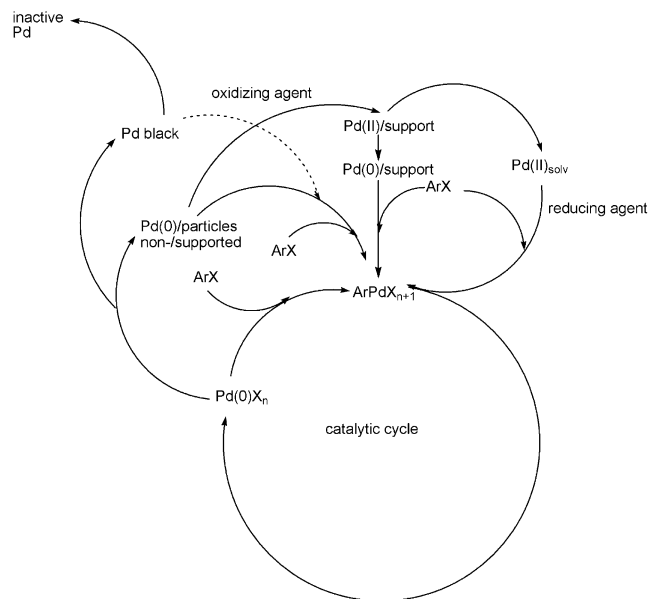 inactive
Pd
oxidizing agent
Pd black
Pd(II)/support
Pd(0)/support
Pd(II)solv
ArX
reducing agent
Pd(0)/particles
non-/supported
ArX
ArX
ArPdXn+1
Pd(0)Xn
catalytic cycle